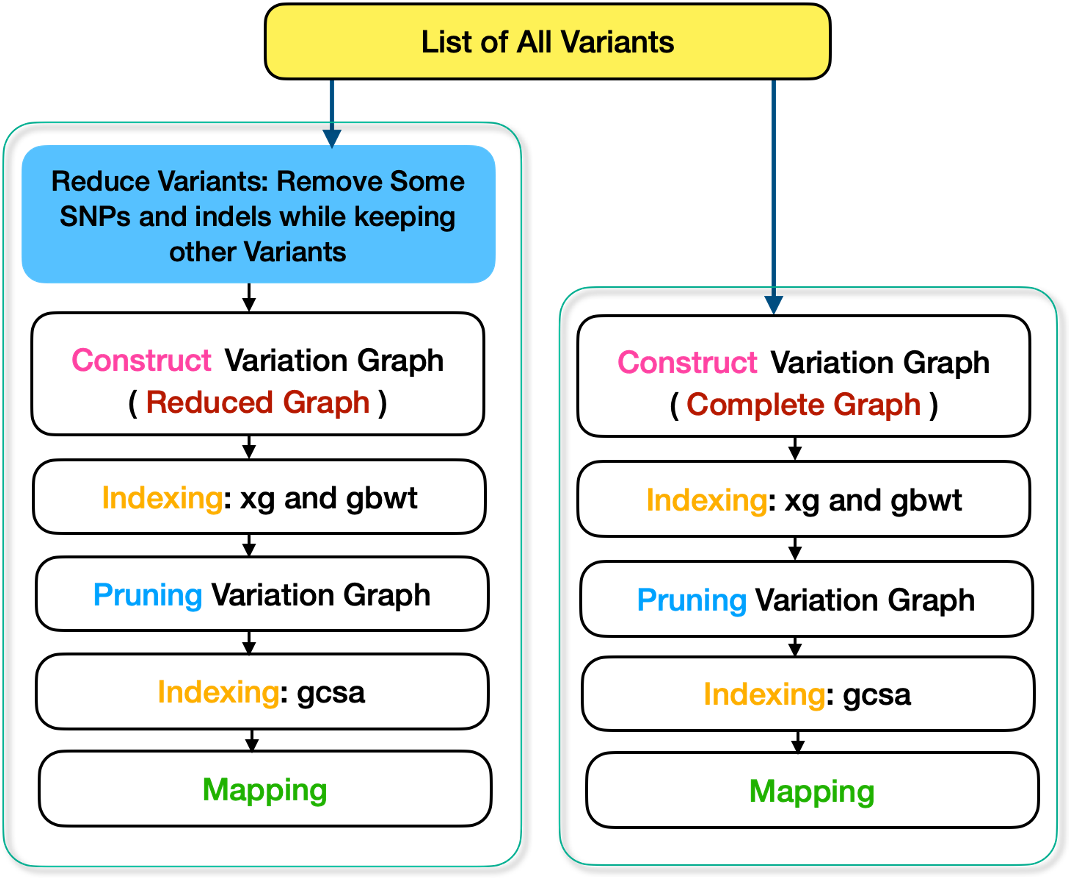 List of All Variants
Reduce Variants: Remove Some
SNPs and indels while keeping
other Variants
Construct Variation Graph
( Reduced Graph )
Indexing: xg and gbwt
Pruning Variation Graph
Indexing: gcsa
Mapping
Construct Variation Graph
( Complete Graph )
Indexing: xg and gbwt
Pruning Variation Graph
Indexing: gcsa
Mapping